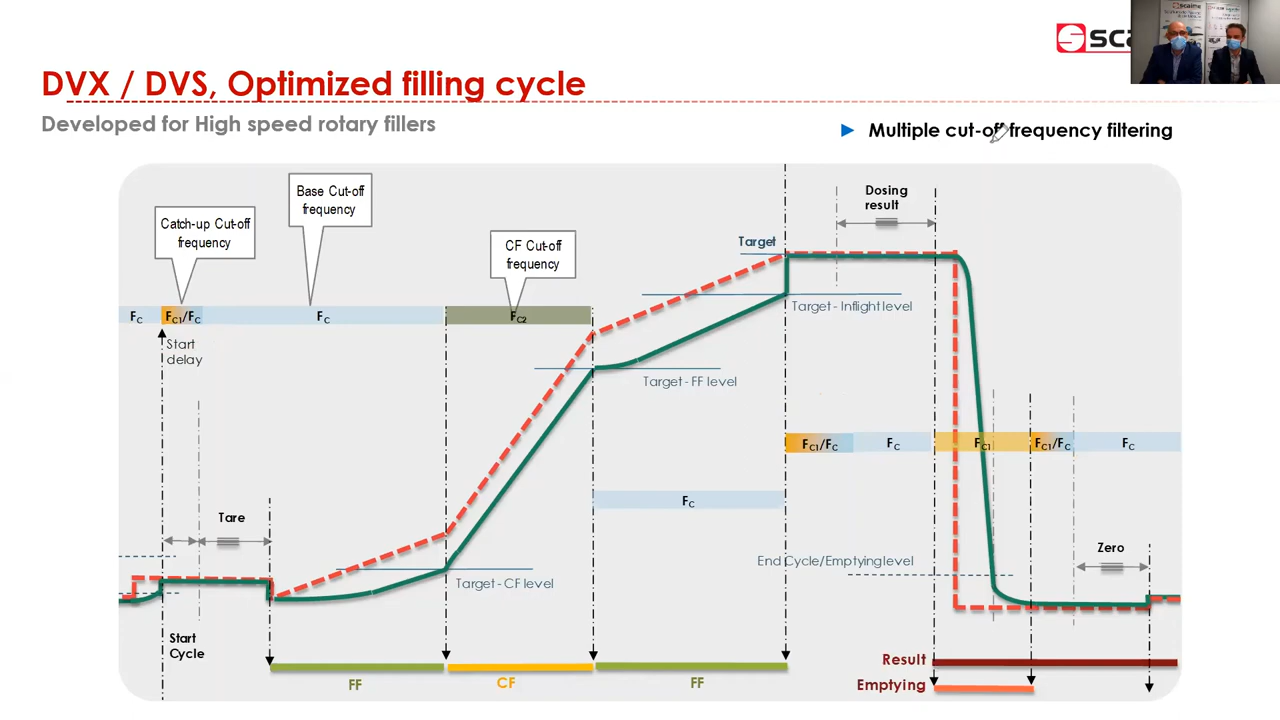 sca
DVX / DVS, Optimized filling cycle
Developed for High speed rotary fillers
Multiple cut-off frequency filtering
Base Cut-off
frequency
Catch-up Cut-off
frequency
CF Cut-off
frequency
Dosing
result
Target
Target - Inflight level
FC
FC1/FC
FC
FC2
Start
delay
Target - FF level
FC1/FC
FC
FC1
FC1/FC
FC
FC
Tare
Zero
End Cycle/Emptying level
Target - CF level
Start
Cycle
Result
Emptying
FF
CF
FF